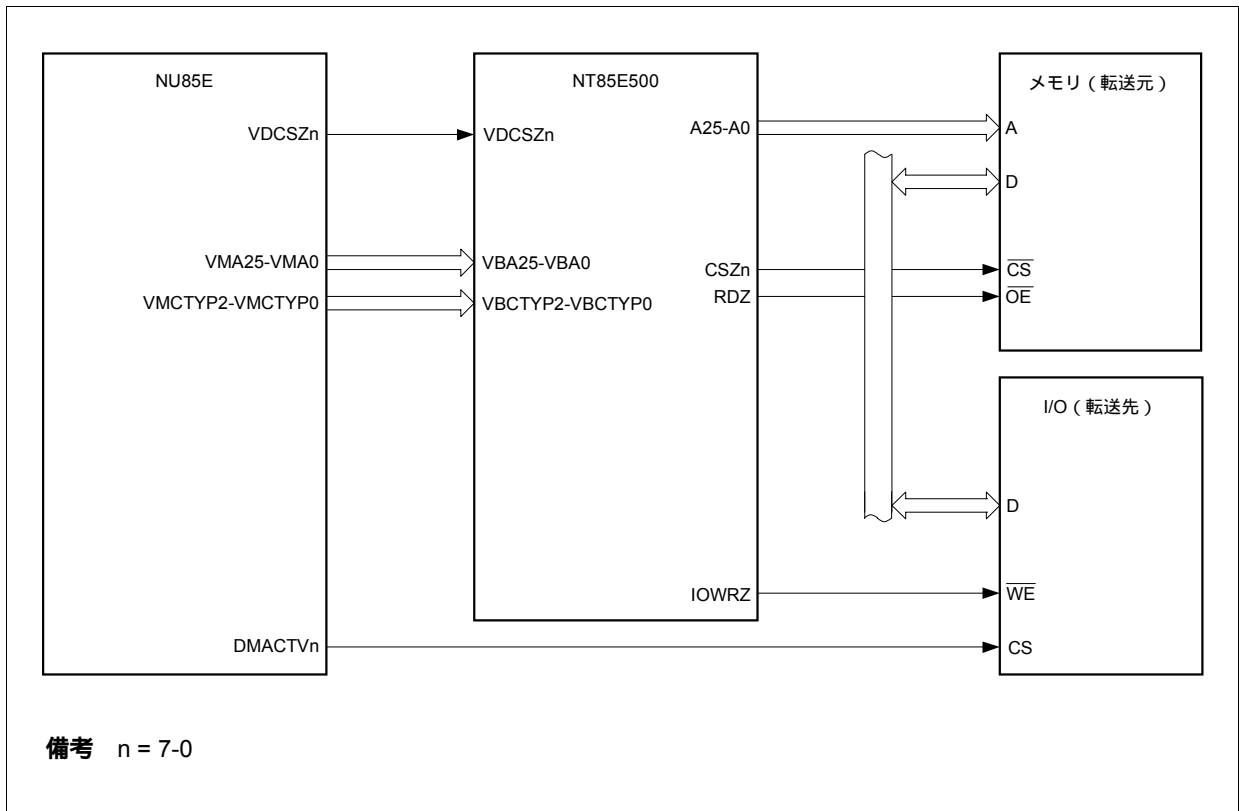 NU85E
VDCSZn
VMA25-VMA0
VMCTYP2-VMCTYP0
DMACTVn
NT85E500
VDCSZn
VBA25-VBA0
VBCTYP2-VBCTYP0
A25-A0
CSZn
RDZ
IOWRZ
メモリ（転送元）
A
D
CS
OE
I/O（転送先）
D
WE
CS
備考 n = 7-0